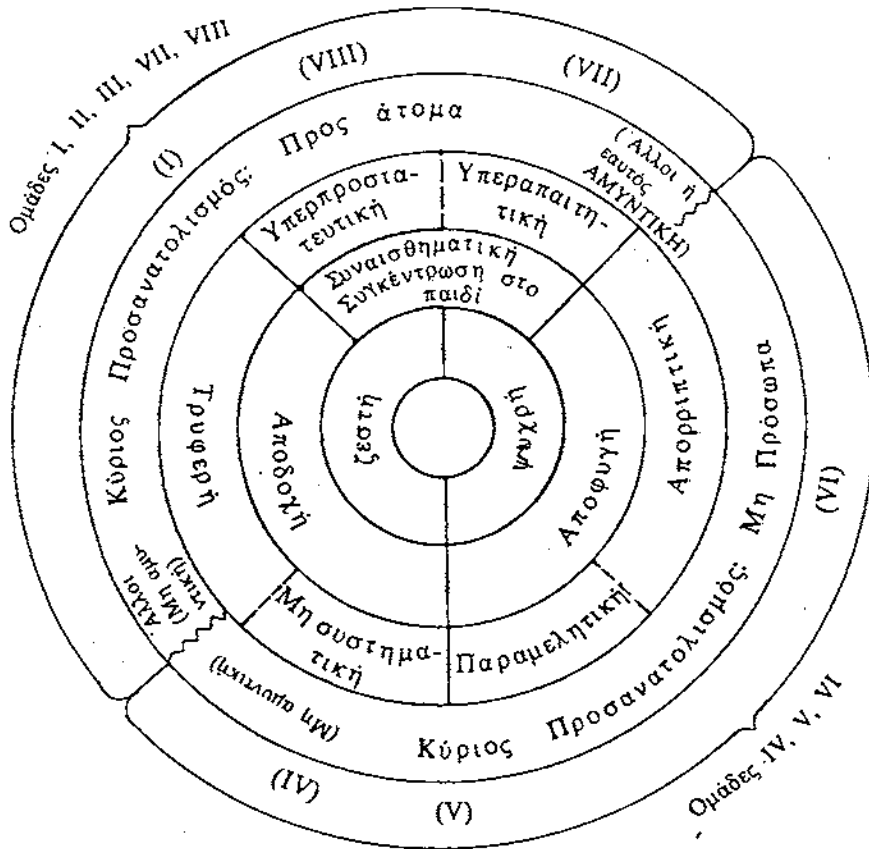 Ομάδες I, II, III, VII, VIII
(VIII)
(VII)
(I)
Κύριος Προσανατολισμός: Προς άτομα
(Άλλοι ή
εαυτός
ΑΜΥΝΤΙΚΗ)
Υπερπροστα-
τευτική
Υπεραπαιτη-
τική
Συναισθηματική
Συγκέντρωση στο
παιδί
Τρυφερή
Αποδοχή
ζεστή
ψυχρή
Αποφυγή
Απορριπτική
(VI)
Άλλοι
(Μη αμυ-
ντική)
Μη συστημα-
τική
Παραμελητική
(Μη αμυντική)
Κύριος Προσανατολισμός: Μη Πρόσωπα
(IV)
(V)
Ομάδες IV, V, VI